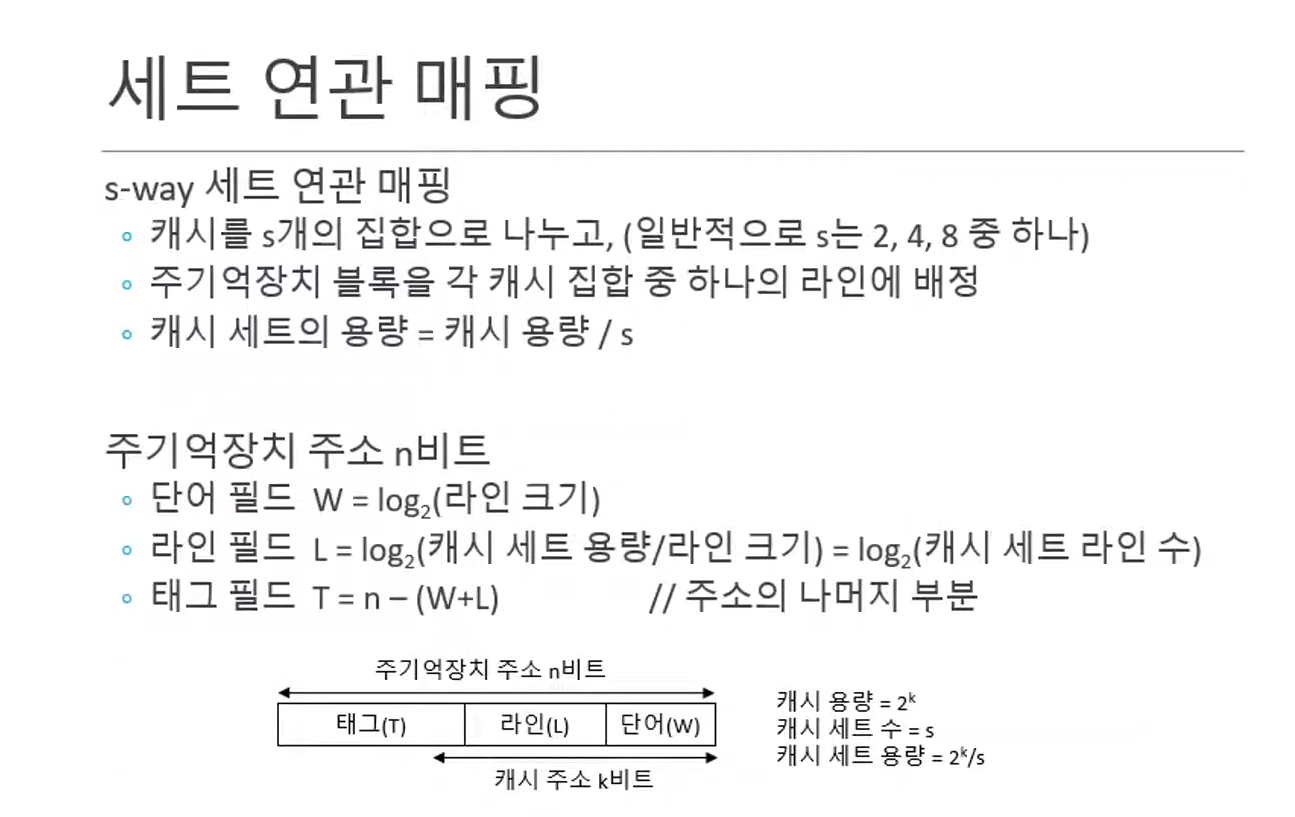 세트 연관 매핑
s-way 세트 연관 매핑
◦ 캐시를 s개의 집합으로 나누고, (일반적으로 s는 2, 4, 8 중 하나)
◦ 주기억장치 블록을 각 캐시 집합 중 하나의 라인에 배정
◦ 캐시 세트의 용량 = 캐시 용량 / s
주기억장치 주소 n비트
◦ 단어 필드 W = log₂(라인 크기)
◦ 라인 필드 L = log₂(캐시 세트 용량/라인 크기) = log₂(캐시 세트 라인 수)
◦ 태그 필드 T = n – (W+L) // 주소의 나머지 부분
주기억장치 주소 n비트
태그(T) 라인(L) 단어(W)
캐시 주소 k비트
캐시 용량 = 2ᵏ
캐시 세트 수 = s
캐시 세트 용량 = 2ᵏ/s